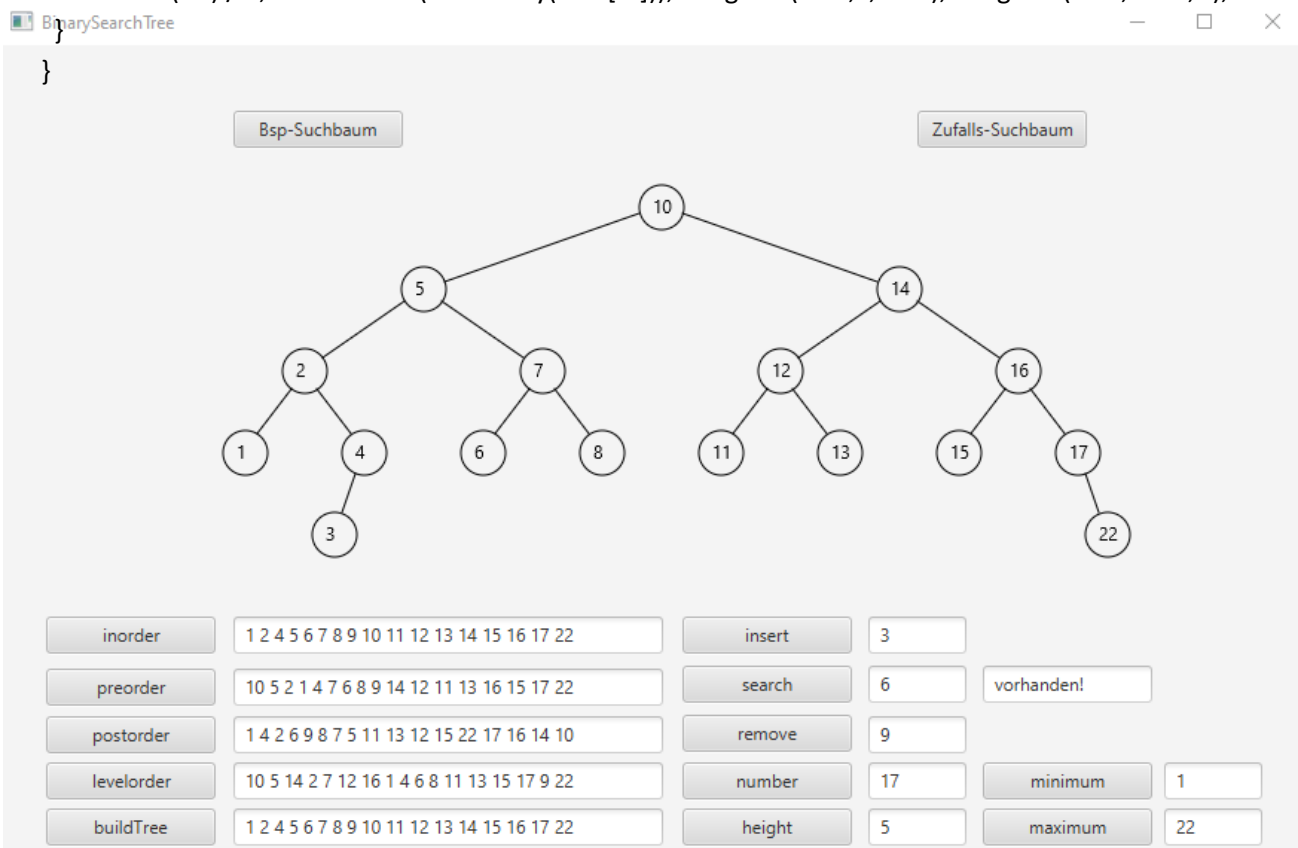 BinarySearchTree
}
}
Bsp-Suchbaum Zufalls-Suchbaum
10
5 14
2 7 12 16
1 4 6 8 11 13 15 17
3 22
inorder 1 2 4 5 6 7 8 9 10 11 12 13 14 15 16 17 22 insert 3
preorder 10 5 2 1 4 7 6 8 9 14 12 11 13 16 15 17 22 search 6 vorhanden!
postorder 1 4 2 6 9 8 7 5 11 13 12 15 22 17 16 14 10 remove 9
levelorder 10 5 14 2 7 12 16 1 4 6 8 11 13 15 17 9 22 number 17 minimum 1
buildTree 1 2 4 5 6 7 8 9 10 11 12 13 14 15 16 17 22 height 5 maximum 22